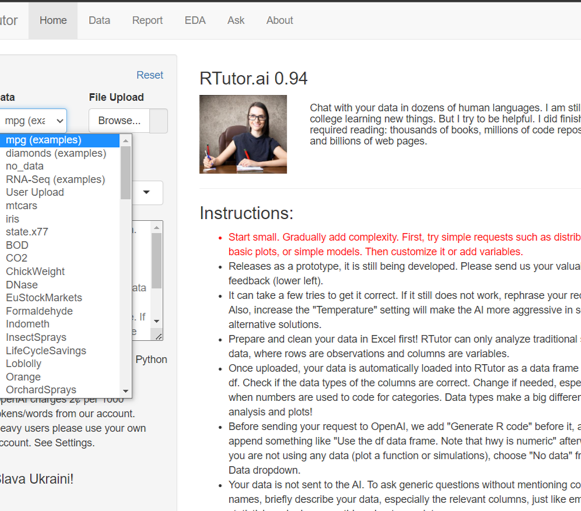 utor Home Data Report EDA Ask About
Reset
ata File Upload
mpg (exa Browse...
mpg (examples)
diamonds (examples)
no_data
RNA-Seq (examples)
User Upload
mtcars
iris
state.x77
BOD
CO2
ChickWeight
DNase
EuStockMarkets
Formaldehyde
Indometh
InsectSprays
LifeCycleSavings
Loblolly
Orange
OrchardSprays
data
e. If
Python
penAI charges 2¢ per 1000
okens/words from our account.
eavy users please use your own
ccount. See Settings.
lava Ukraini!
RTutor.ai 0.94
Chat with your data in dozens of human languages. I am still
college learning new things. But I try to be helpful. I did finish
required reading: thousands of books, millions of code repos
and billions of web pages.
Instructions:
Start small. Gradually add complexity. First, try simple requests such as distrib
basic plots, or simple models. Then customize it or add variables.
Releases as a prototype, it is still being developed. Please send us your valua
feedback (lower left).
It can take a few tries to get it correct. If it still does not work, rephrase your rec
Also, increase the "Temperature" setting will make the AI more aggressive in s
alternative solutions.
Prepare and clean your data in Excel first! RTutor can only analyze traditional s
data, where rows are observations and columns are variables.
Once uploaded, your data is automatically loaded into RTutor as a data frame
df. Check if the data types of the columns are correct. Change if needed, espe
when numbers are used to code for categories. Data types make a big differe
analysis and plots!
Before sending your request to OpenAI, we add "Generate R code" before it, a
append something like "Use the df data frame. Note that hwy is numeric" afterv
you are not using any data (plot a function or simulations), choose "No data" fr
Data dropdown.
Your data is not sent to the AI. To ask generic questions without mentioning co
names, briefly describe your data, especially the relevant columns, just like em